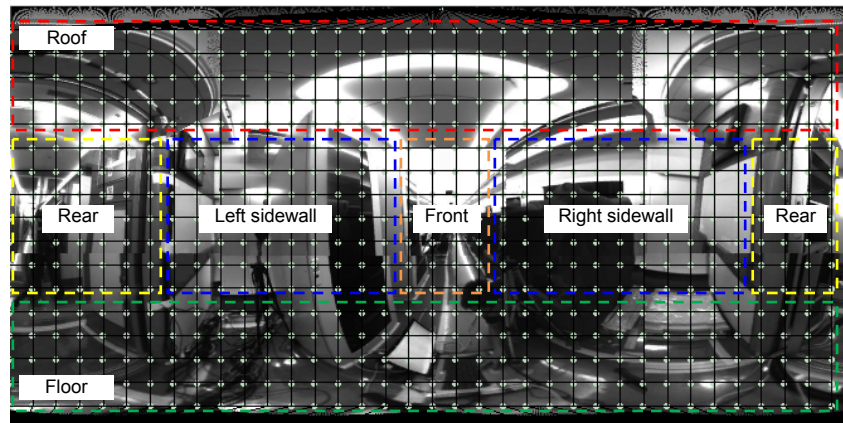 Roof
Rear
Left sidewall
Front
Right sidewall
Rear
Floor